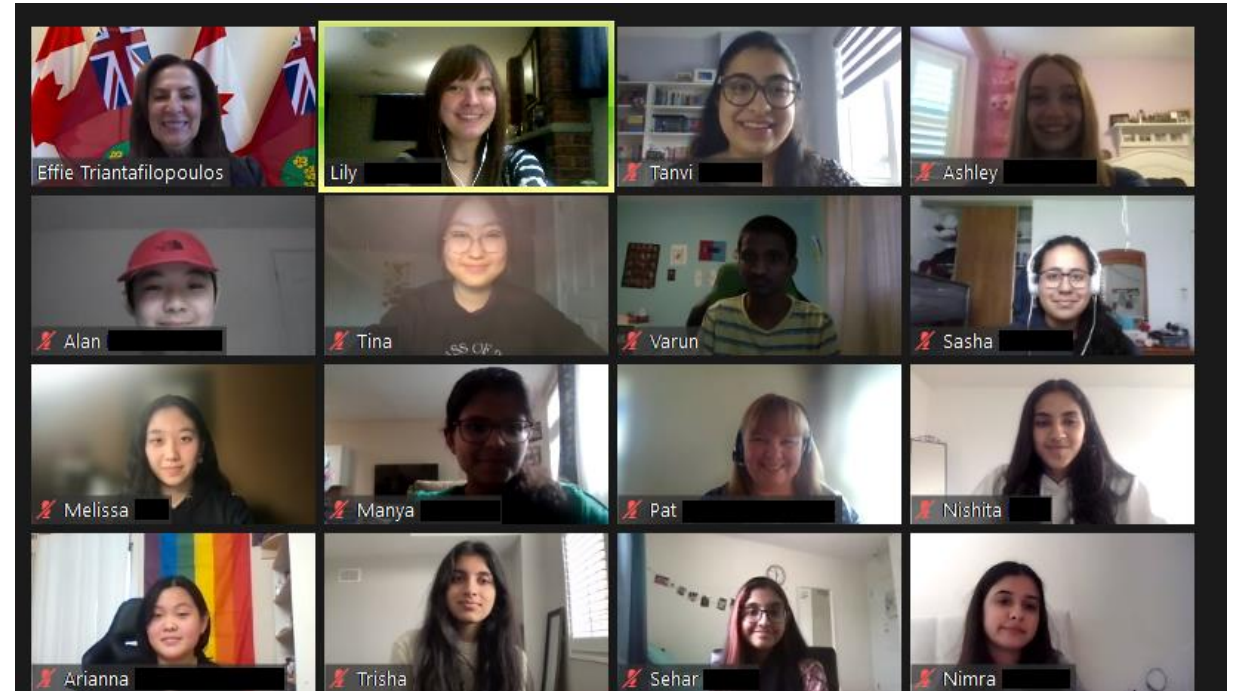 Effie Triantafilopoulos
Lily
Tanvi
Ashley
Alan
Tina
Varun
Sasha
Melissa
Manya
Pat
Nishita
Arianna
Trisha
Sehar
Nimra